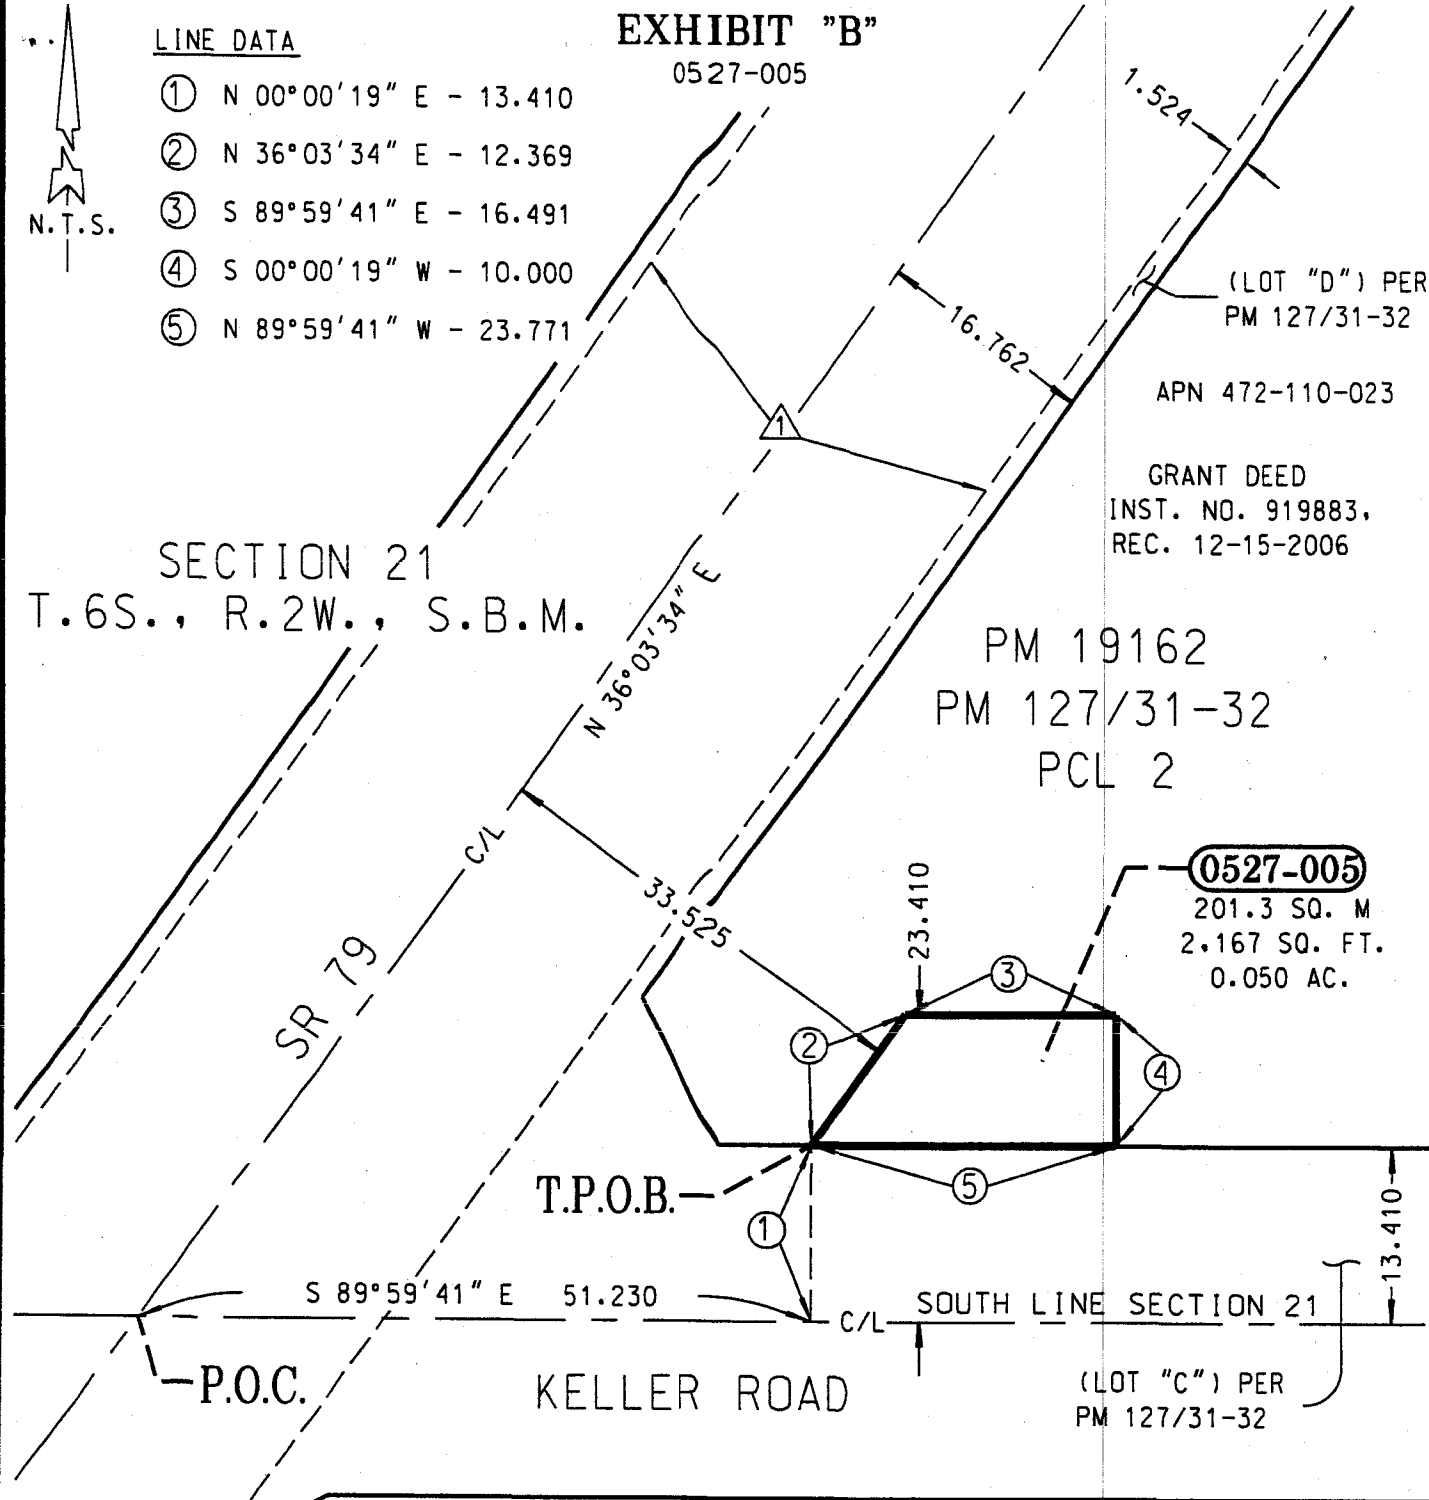 EXHIBIT "B"
0527-005
LINE DATA
1 N 00°00'19" E - 13.410
2 N 36°03'34" E - 12.369
3 S 89°59'41" E - 16.491
4 S 00°00'19" W - 10.000
5 N 89°59'41" W - 23.771
N.T.S.
1.524
(LOT "D") PER
PM 127/31-32
16.762
APN 472-110-023
1
GRANT DEED
INST. NO. 919883,
REC. 12-15-2006
SECTION 21
T.6S., R.2W., S.B.M.
N 36°03'34" E
PM 19162
PM 127/31-32
PCL 2
C/L
33.525
23.410
0527-005
201.3 SQ. M
2,167 SQ. FT.
0.050 AC.
SR 79
3
2
4
T.P.O.B.
5
1
13.410
S 89°59'41" E 51.230
C/L
SOUTH LINE SECTION 21
P.O.C.
KELLER ROAD
(LOT "C") PER
PM 127/31-32